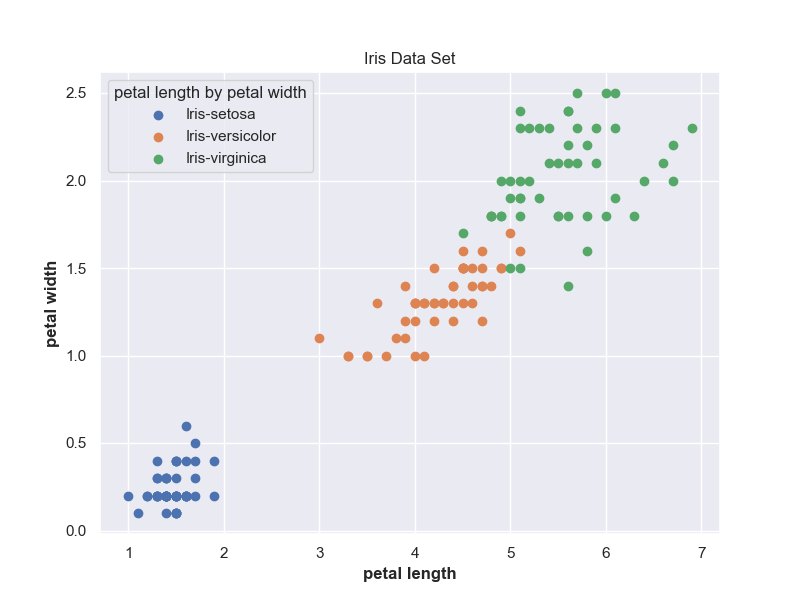 Iris Data Set
petal length by petal width
Iris-setosa
Iris-versicolor
Iris-virginica
2.5
2.0
1.5
1.0
0.5
0.0
petal width
1 2 3 4 5 6 7
petal length